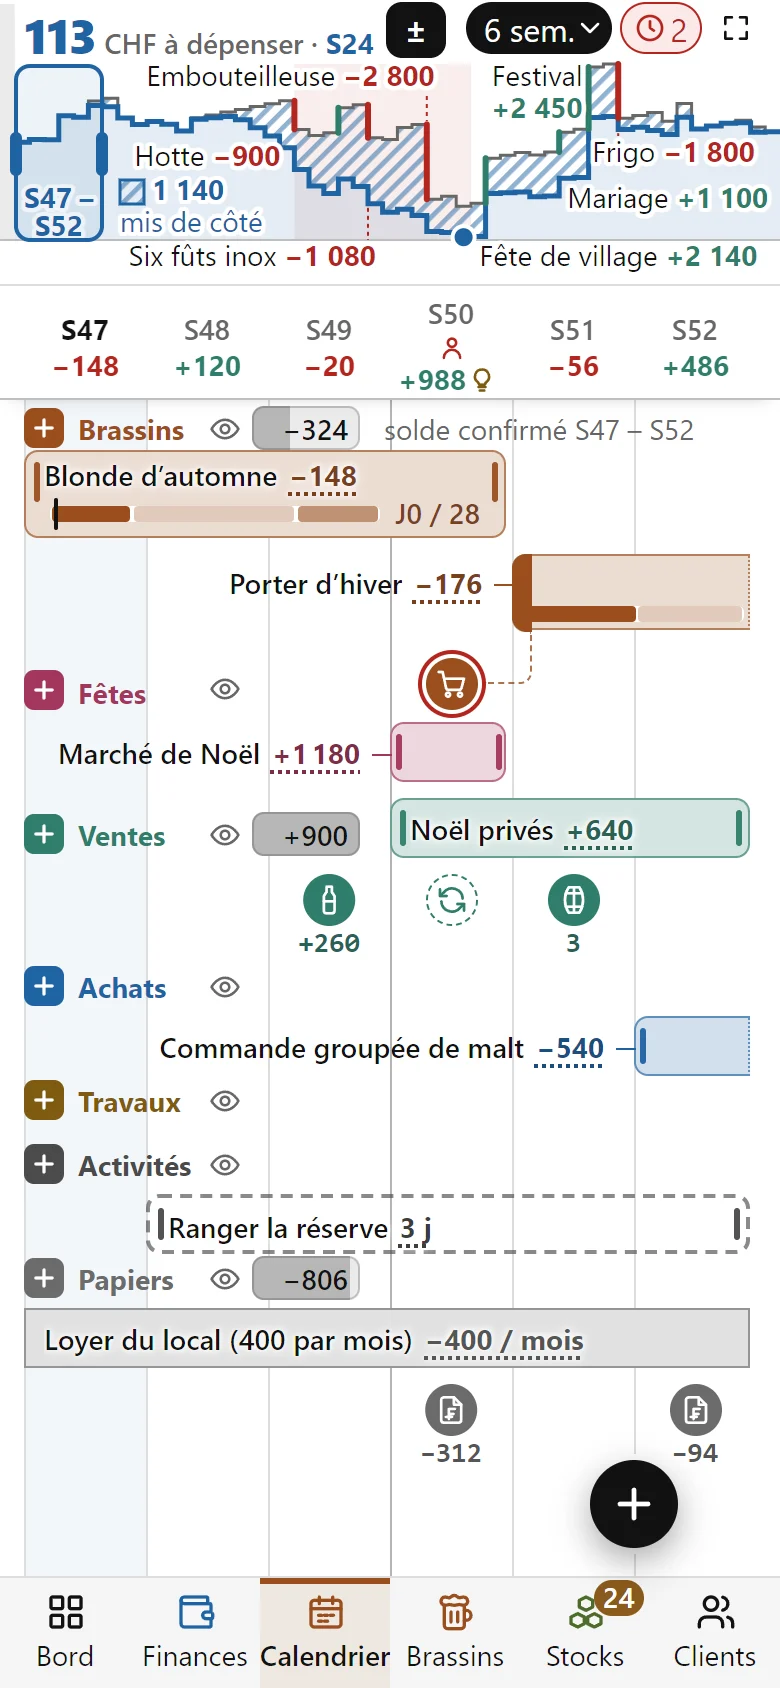 113 CHF à dépenser · S24 ± 6 sem. 2
Embouteilleuse −2 800 Festival
+2 450
Hotte −900 Frigo −1 800
S47 – 1 140 Mariage +1 100
S52 mis de côté
Six fûts inox −1 080 Fête de village +2 140
S47 S48 S49 S50 S51 S52
−148 +120 −20 +988 −56 +486
Brassins −324 solde confirmé S47 – S52
Blonde d’automne −148
J0 / 28
Porter d’hiver −176
Fêtes
Marché de Noël +1 180
Ventes +900 Noël privés +640
+260 3
Achats
Commande groupée de malt −540
Travaux
Activités
Ranger la réserve 3 j
Papiers −806
Loyer du local (400 par mois) −400 / mois
−312 −94
24
Bord Finances Calendrier Brassins Stocks Clients